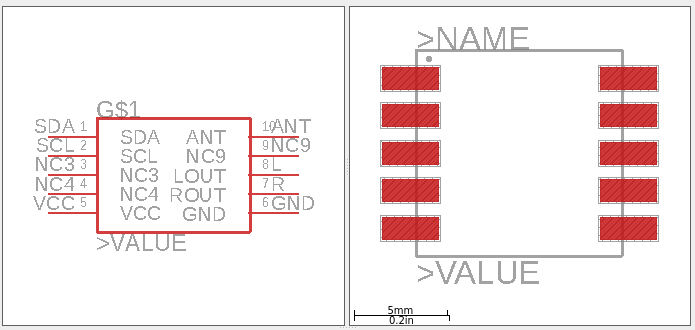 G$1
SDA 1 SDA ANT 10 ANT
SCL 2 SCL NC9 9 NC9
NC3 3 NC3 LOUT 8 L
NC4 4 NC4 ROUT 7 R
VCC 5 VCC GND 6 GND
>VALUE
>NAME
>VALUE
5mm
0.2in